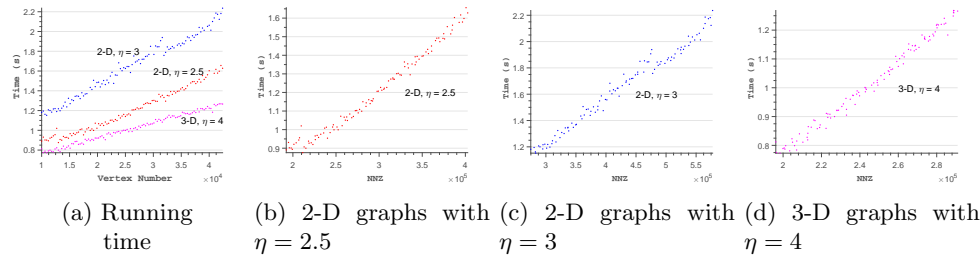 2.2
2
1.8
1.6
1.4
1.2
1
0.8
Time (s)
2-D, η = 3
2-D, η = 2.5
3-D, η = 4
1 2 3 4
Vertex Number ×10⁴
1.6
1.5
1.4
1.3
1.2
1.1
1
0.9
Time (s)
2-D, η = 2.5
2 2.5 3 3.5 4
NNZ ×10⁵
2.2
2
1.8
1.6
1.4
1.2
Time (s)
2-D, η = 3
3 3.5 4 4.5 5 5.5
NNZ ×10⁵
1.2
1.1
1
0.9
0.8
Time (s)
3-D, η = 4
2 2.2 2.4 2.6 2.8
NNZ ×10⁵
(a) Running
time
(b) 2-D graphs with
η = 2.5
(c) 2-D graphs with
η = 3
(d) 3-D graphs with
η = 4